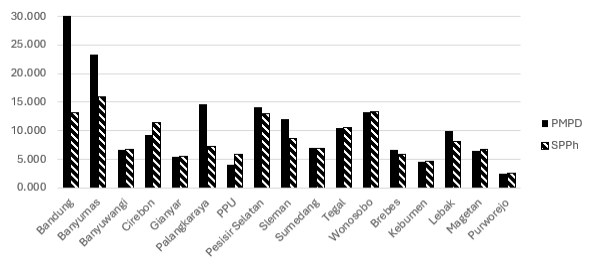 30.000
25.000
20.000
15.000
10.000
5.000
0.000
Bandung
Banyumas
Banyuwangi
Cirebon
Gianyar
Palangkaraya
PPU
Pesisir Selatan
Sleman
Sumedang
Tegal
Wonosobo
Brebes
Kebumen
Lebak
Magetan
Purworejo
PMPD
SPPh